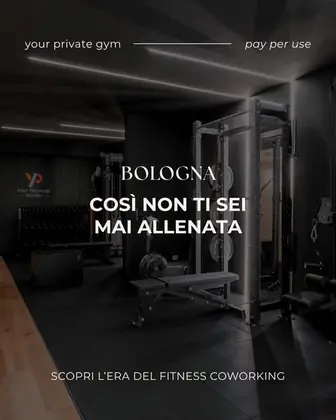 your private gym
pay per use
BOLOGNA
COSÌ NON TI SEI
MAI ALLENATA
SCOPRI L'ERA DEL FITNESS COWORKING